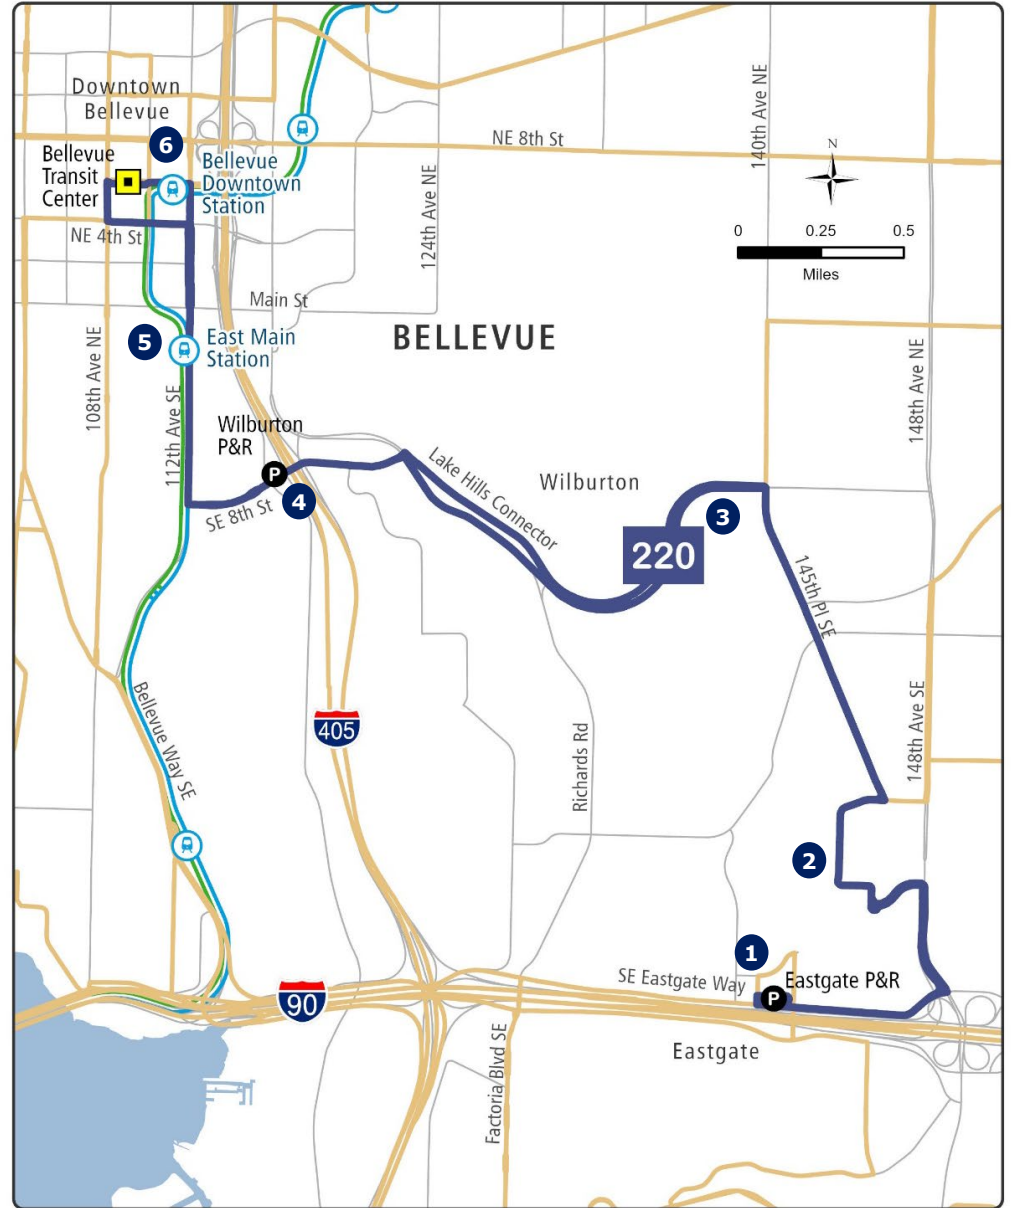 Downtown
Bellevue
6
Bellevue
Transit
Center
Bellevue
Downtown
Station
NE 4th St
NE 8th St
124th Ave NE
140th Ave NE
N
0 0.25 0.5
Miles
Main St
BELLEVUE
5
East Main
Station
108th Ave NE
112th Ave SE
148th Ave NE
Wilburton
P&R
P
4
SE 8th St
Lake Hills Connector
Wilburton
3
220
145th Pl SE
Bellevue Way SE
405
Richards Rd
148th Ave SE
2
1
SE Eastgate Way
Eastgate P&R
P
90
Eastgate
Factoria Blvd SE